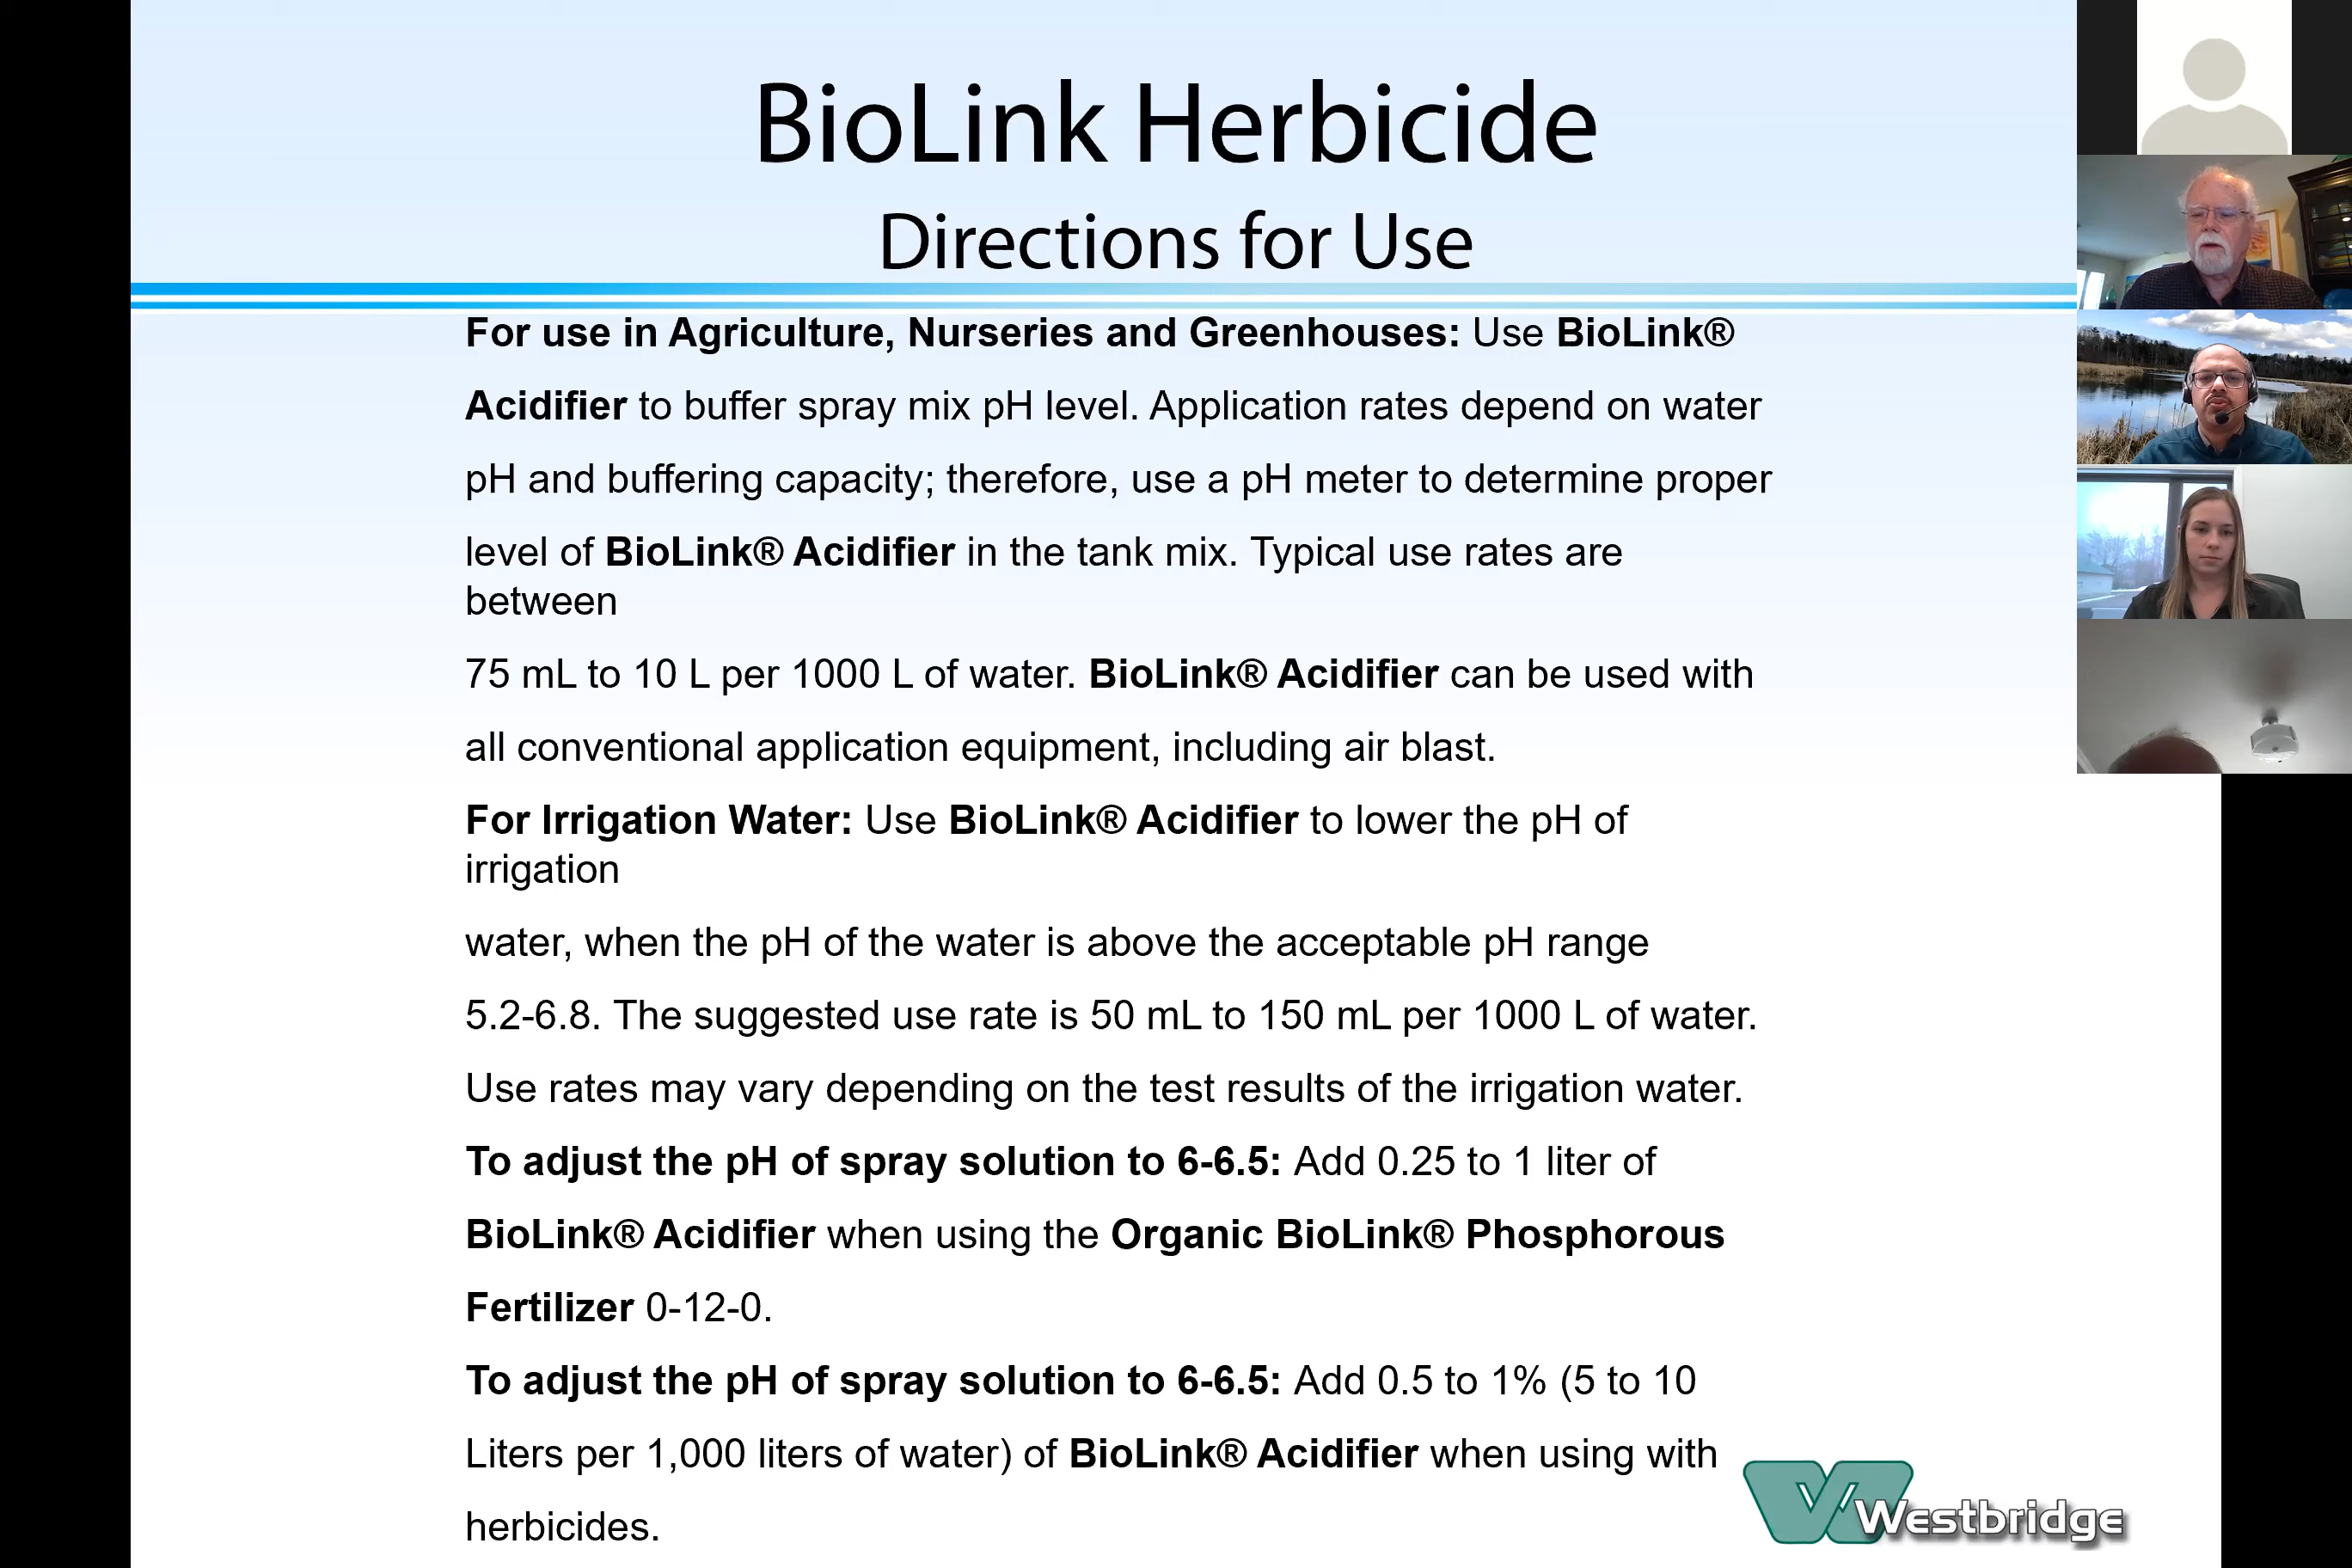 BioLink Herbicide
Directions for Use
For use in Agriculture, Nurseries and Greenhouses: Use BioLink®
Acidifier to buffer spray mix pH level. Application rates depend on water
pH and buffering capacity; therefore, use a pH meter to determine proper
level of BioLink® Acidifier in the tank mix. Typical use rates are
between
75 mL to 10 L per 1000 L of water. BioLink® Acidifier can be used with
all conventional application equipment, including air blast.
For Irrigation Water: Use BioLink® Acidifier to lower the pH of
irrigation
water, when the pH of the water is above the acceptable pH range
5.2-6.8. The suggested use rate is 50 mL to 150 mL per 1000 L of water.
Use rates may vary depending on the test results of the irrigation water.
To adjust the pH of spray solution to 6-6.5: Add 0.25 to 1 liter of
BioLink® Acidifier when using the Organic BioLink® Phosphorous
Fertilizer 0-12-0.
To adjust the pH of spray solution to 6-6.5: Add 0.5 to 1% (5 to 10
Liters per 1,000 liters of water) of BioLink® Acidifier when using with
herbicides.
Westbridge